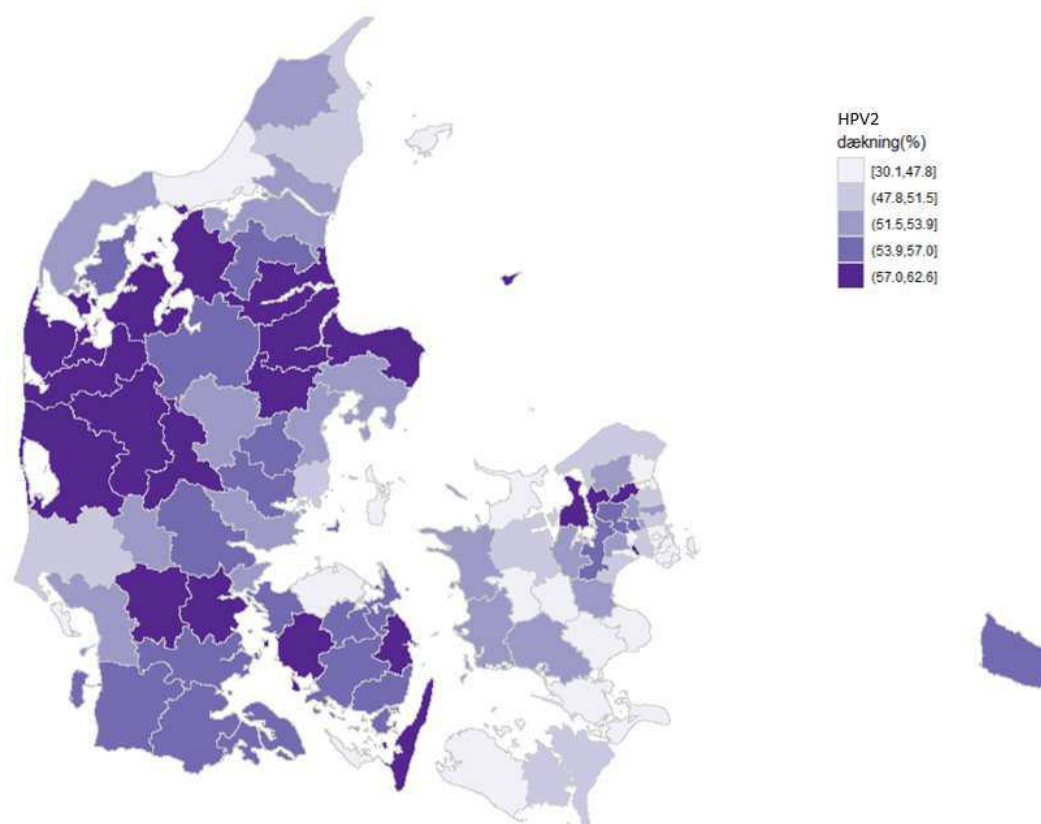 HPV2
dækning(%)
[30.1,47.8]
(47.8,51.5]
(51.5,53.9]
(53.9,57.0]
(57.0,62.6]